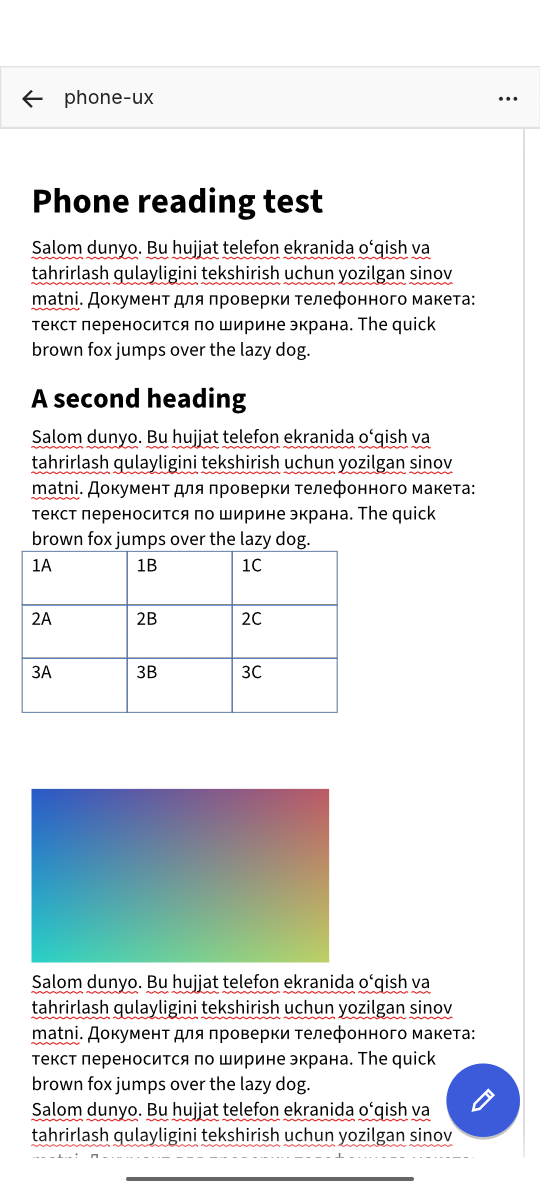 phone-ux
Phone reading test
Salom dunyo. Bu hujjat telefon ekranida oʻqish va
tahrirlash qulayligini tekshirish uchun yozilgan sinov
matni. Документ для проверки телефонного макета:
текст переносится по ширине экрана. The quick
brown fox jumps over the lazy dog.
A second heading
Salom dunyo. Bu hujjat telefon ekranida oʻqish va
tahrirlash qulayligini tekshirish uchun yozilgan sinov
matni. Документ для проверки телефонного макета:
текст переносится по ширине экрана. The quick
brown fox jumps over the lazy dog.
1A 1B 1C
2A 2B 2C
3A 3B 3C
Salom dunyo. Bu hujjat telefon ekranida oʻqish va
tahrirlash qulayligini tekshirish uchun yozilgan sinov
matni. Документ для проверки телефонного макета:
текст переносится по ширине экрана. The quick
brown fox jumps over the lazy dog.
Salom dunyo. Bu hujjat telefon ekranida oʻqish va
tahrirlash qulayligini tekshirish uchun yozilgan sinov